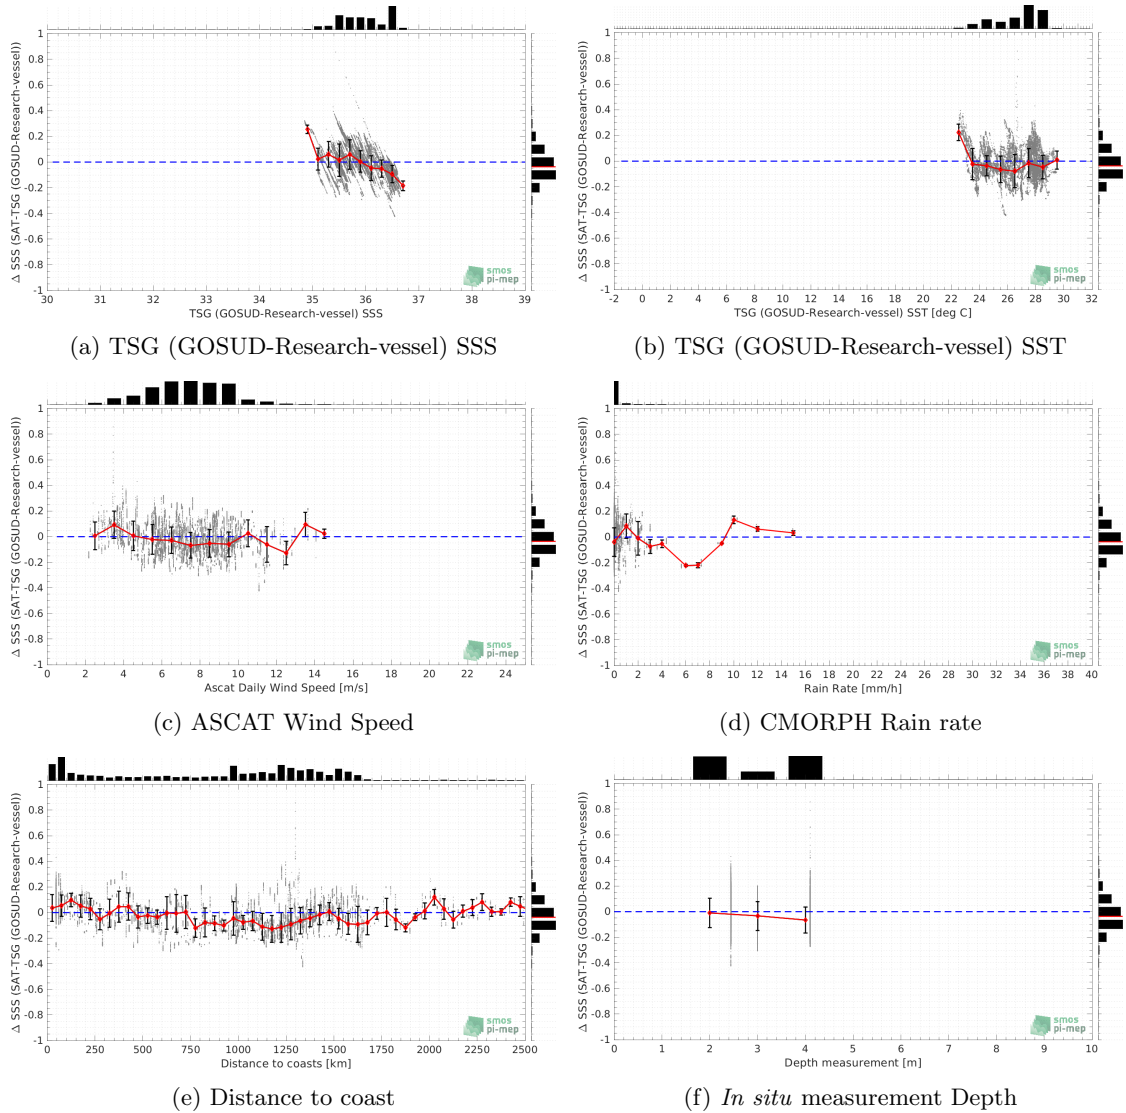 Δ SSS (SAT-TSG (GOSUD-Research-vessel))
1
0.8
0.6
0.4
0.2
0
-0.2
-0.4
-0.6
-0.8
-1
smos
pi-mep
30 31 32 33 34 35 36 37 38 39
TSG (GOSUD-Research-vessel) SSS
(a) TSG (GOSUD-Research-vessel) SSS
Δ SSS (SAT-TSG (GOSUD-Research-vessel))
1
0.8
0.6
0.4
0.2
0
-0.2
-0.4
-0.6
-0.8
-1
smos
pi-mep
-2 0 2 4 6 8 10 12 14 16 18 20 22 24 26 28 30 32
TSG (GOSUD-Research-vessel) SST [deg C]
(b) TSG (GOSUD-Research-vessel) SST
Δ SSS (SAT-TSG (GOSUD-Research-vessel))
1
0.8
0.6
0.4
0.2
0
-0.2
-0.4
-0.6
-0.8
-1
smos
pi-mep
0 2 4 6 8 10 12 14 16 18 20 22 24
Ascat Daily Wind Speed [m/s]
(c) ASCAT Wind Speed
Δ SSS (SAT-TSG (GOSUD-Research-vessel))
1
0.8
0.6
0.4
0.2
0
-0.2
-0.4
-0.6
-0.8
-1
smos
pi-mep
0 2 4 6 8 10 12 14 16 18 20 22 24 26 28 30 32 34 36 38 40
Rain Rate [mm/h]
(d) CMORPH Rain rate
Δ SSS (SAT-TSG (GOSUD-Research-vessel))
1
0.8
0.6
0.4
0.2
0
-0.2
-0.4
-0.6
-0.8
-1
smos
pi-mep
0 250 500 750 1000 1250 1500 1750 2000 2250 2500
Distance to coasts [km]
(e) Distance to coast
Δ SSS (SAT-TSG (GOSUD-Research-vessel))
1
0.8
0.6
0.4
0.2
0
-0.2
-0.4
-0.6
-0.8
-1
smos
pi-mep
0 1 2 3 4 5 6 7 8 9 10
Depth measurement [m]
(f) In situ measurement Depth